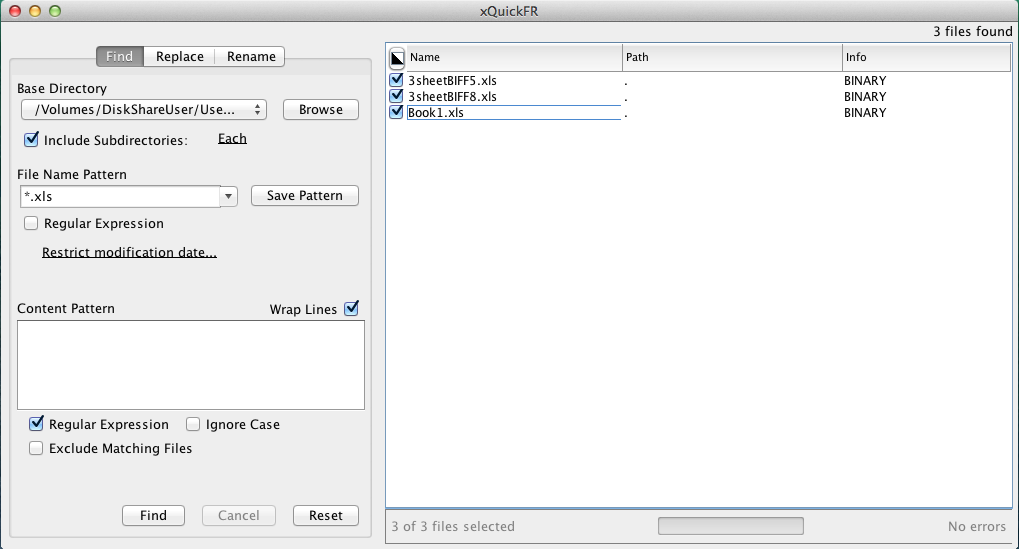 xQuickFR
3 files found
Find Replace Rename
Base Directory
/Volumes/DiskShareUser/Use... Browse
Include Subdirectories: Each
File Name Pattern
*.xls Save Pattern
Regular Expression
Restrict modification date...
Content Pattern Wrap Lines
Regular Expression Ignore Case
Exclude Matching Files
Find Cancel Reset
Name Path Info
3sheetBIFF5.xls . BINARY
3sheetBIFF8.xls . BINARY
Book1.xls . BINARY
3 of 3 files selected No errors